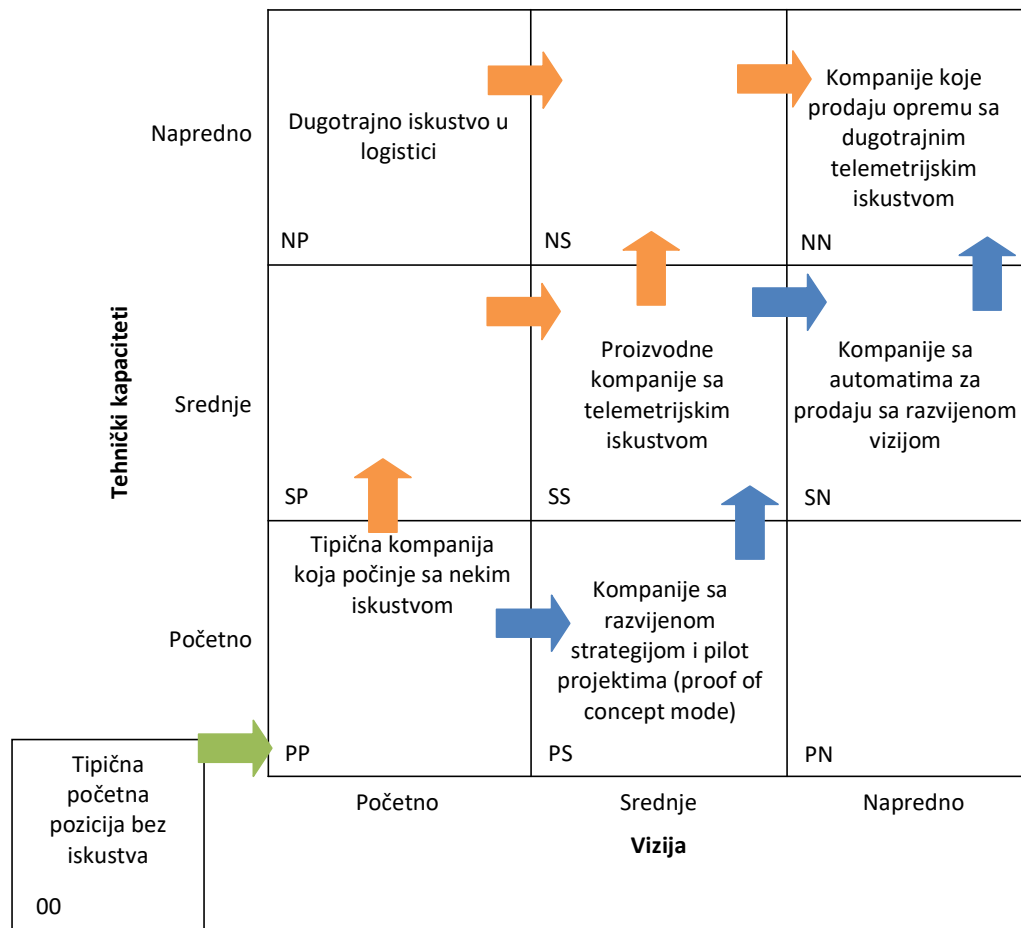 Tehnički kapaciteti
Napredno
Dugotrajno iskustvo u
logistici
NP
NS
Kompanije koje
prodaju opremu sa
dugotrajnim
telemetrijskim
iskustvom
NN
Srednje
SP
Proizvodne
kompanije sa
telemetrijskim
iskustvom
SS
Kompanije sa
automatima za
prodaju sa razvijenom
vizijom
SN
Početno
Tipična kompanija
koja počinje sa nekim
iskustvom
PP
Kompanije sa
razvijenom
strategijom i pilot
projektima (proof of
concept mode)
PS
PN
Tipična
početna
pozicija bez
iskustva
00
Početno
Srednje
Napredno
Vizija